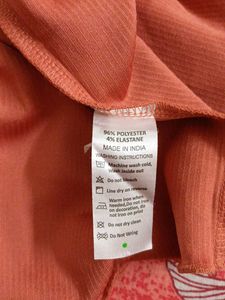 96% POLYESTER
4% ELASTANE
MADE IN INDIA
WASHING INSTRUCTIONS
Machine wash cold,
Wash inside out
Do not bleach
Line dry on reverse
Warm iron when
needed,Do not iron
on decoration, do
not iron on print
Do not dry clean
Do Not Wring